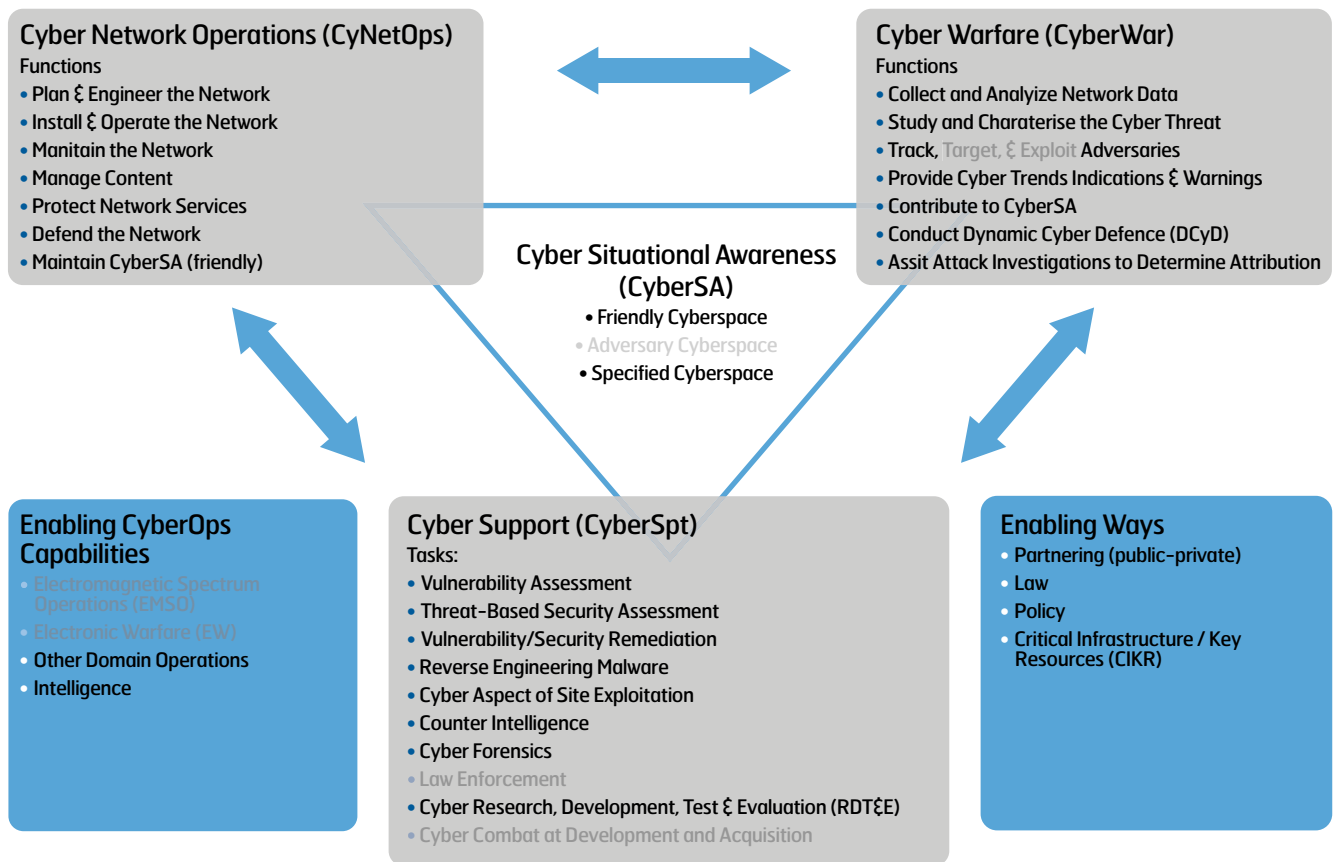 Cyber Network Operations (CyNetOps)
Functions
• Plan & Engineer the Network
• Install & Operate the Network
• Manitain the Network
• Manage Content
• Protect Network Services
• Defend the Network
• Maintain CyberSA (friendly)
Cyber Warfare (CyberWar)
Functions
• Collect and Analyize Network Data
• Study and Charaterise the Cyber Threat
• Track, Target, & Exploit Adversaries
• Provide Cyber Trends Indications & Warnings
• Contribute to CyberSA
• Conduct Dynamic Cyber Defence (DCyD)
• Assit Attack Investigations to Determine Attribution
Cyber Situational Awareness
(CyberSA)
• Friendly Cyberspace
• Adversary Cyberspace
• Specified Cyberspace
Enabling CyberOps
Capabilities
• Electromagnetic Spectrum
Operations (EMSO)
• Electronic Warfare (EW)
• Other Domain Operations
• Intelligence
Cyber Support (CyberSpt)
Tasks:
• Vulnerability Assessment
• Threat-Based Security Assessment
• Vulnerability/Security Remediation
• Reverse Engineering Malware
• Cyber Aspect of Site Exploitation
• Counter Intelligence
• Cyber Forensics
• Law Enforcement
• Cyber Research, Development, Test & Evaluation (RDT&E)
• Cyber Combat at Development and Acquisition
Enabling Ways
• Partnering (public-private)
• Law
• Policy
• Critical Infrastructure / Key
Resources (CIKR)